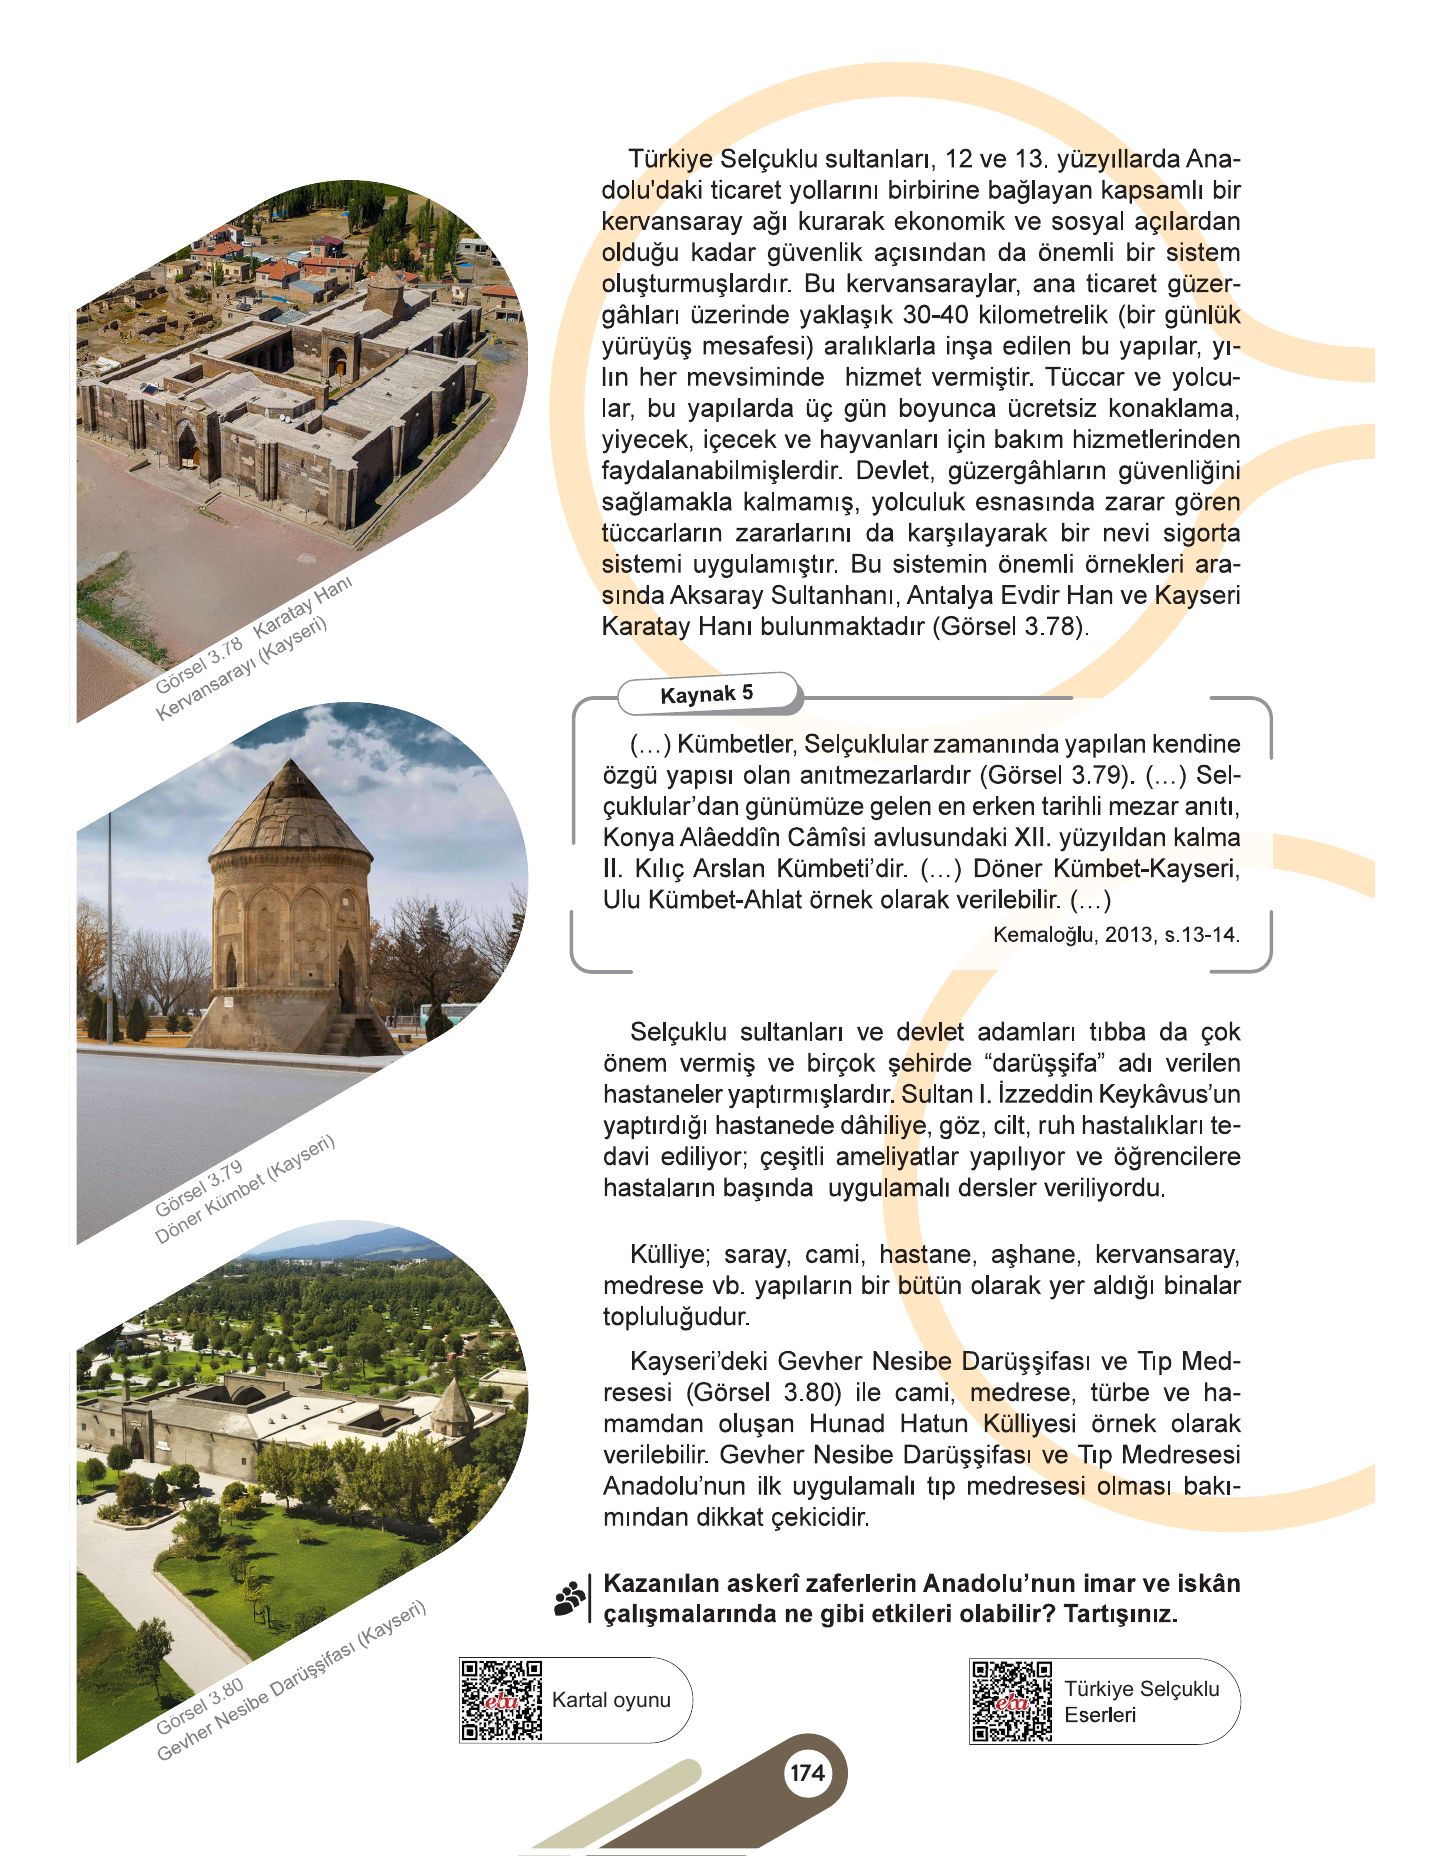 Türkiye Selçuklu sultanları, 12 ve 13. yüzyıllarda Ana-
dolu'daki ticaret yollarını birbirine bağlayan kapsamlı bir
kervansaray ağı kurarak ekonomik ve sosyal açılardan
olduğu kadar güvenlik açısından da önemli bir sistem
oluşturmuşlardır. Bu kervansaraylar, ana ticaret güzer-
gâhları üzerinde yaklaşık 30-40 kilometrelik (bir günlük
yürüyüş mesafesi) aralıklarla inşa edilen bu yapılar, yı-
lın her mevsiminde hizmet vermiştir. Tüccar ve yolcu-
lar, bu yapılarda üç gün boyunca ücretsiz konaklama,
yiyecek, içecek ve hayvanları için bakım hizmetlerinden
faydalanabilmişlerdir. Devlet, güzergâhların güvenliğini
sağlamakla kalmamış, yolculuk esnasında zarar gören
tüccarların zararlarını da karşılayarak bir nevi sigorta
sistemi uygulamıştır. Bu sistemin önemli örnekleri ara-
sında Aksaray Sultanhanı, Antalya Evdir Han ve Kayseri
Karatay Hanı bulunmaktadır (Görsel 3.78).
Görsel 3.78 Karatay Hanı
Kervansarayı (Kayseri)
Kaynak 5
(…) Kümbetler, Selçuklular zamanında yapılan kendine
özgü yapısı olan anıtmezarlardır (Görsel 3.79). (…) Sel-
çuklular’dan günümüze gelen en erken tarihli mezar anıtı,
Konya Alâeddîn Câmîsi avlusundaki XII. yüzyıldan kalma
II. Kılıç Arslan Kümbeti’dir. (…) Döner Kümbet-Kayseri,
Ulu Kümbet-Ahlat örnek olarak verilebilir. (…)
Kemaloğlu, 2013, s.13-14.
Görsel 3.79
Döner Kümbet (Kayseri)
Selçuklu sultanları ve devlet adamları tıbba da çok
önem vermiş ve birçok şehirde “darüşşifa” adı verilen
hastaneler yaptırmışlardır. Sultan I. İzzeddin Keykâvus’un
yaptırdığı hastanede dâhiliye, göz, cilt, ruh hastalıkları te-
davi ediliyor; çeşitli ameliyatlar yapılıyor ve öğrencilere
hastaların başında uygulamalı dersler veriliyordu.
Külliye; saray, cami, hastane, aşhane, kervansaray,
medrese vb. yapıların bir bütün olarak yer aldığı binalar
topluluğudur.
Kayseri’deki Gevher Nesibe Darüşşifası ve Tıp Med-
resesi (Görsel 3.80) ile cami, medrese, türbe ve ha-
mamdan oluşan Hunad Hatun Külliyesi örnek olarak
verilebilir. Gevher Nesibe Darüşşifası ve Tıp Medresesi
Anadolu’nun ilk uygulamalı tıp medresesi olması bakı-
mından dikkat çekicidir.
Görsel 3.80
Gevher Nesibe Darüşşifası (Kayseri)
Kazanılan askerî zaferlerin Anadolu’nun imar ve iskân
çalışmalarında ne gibi etkileri olabilir? Tartışınız.
eba
Kartal oyunu
eba
Türkiye Selçuklu
Eserleri
174